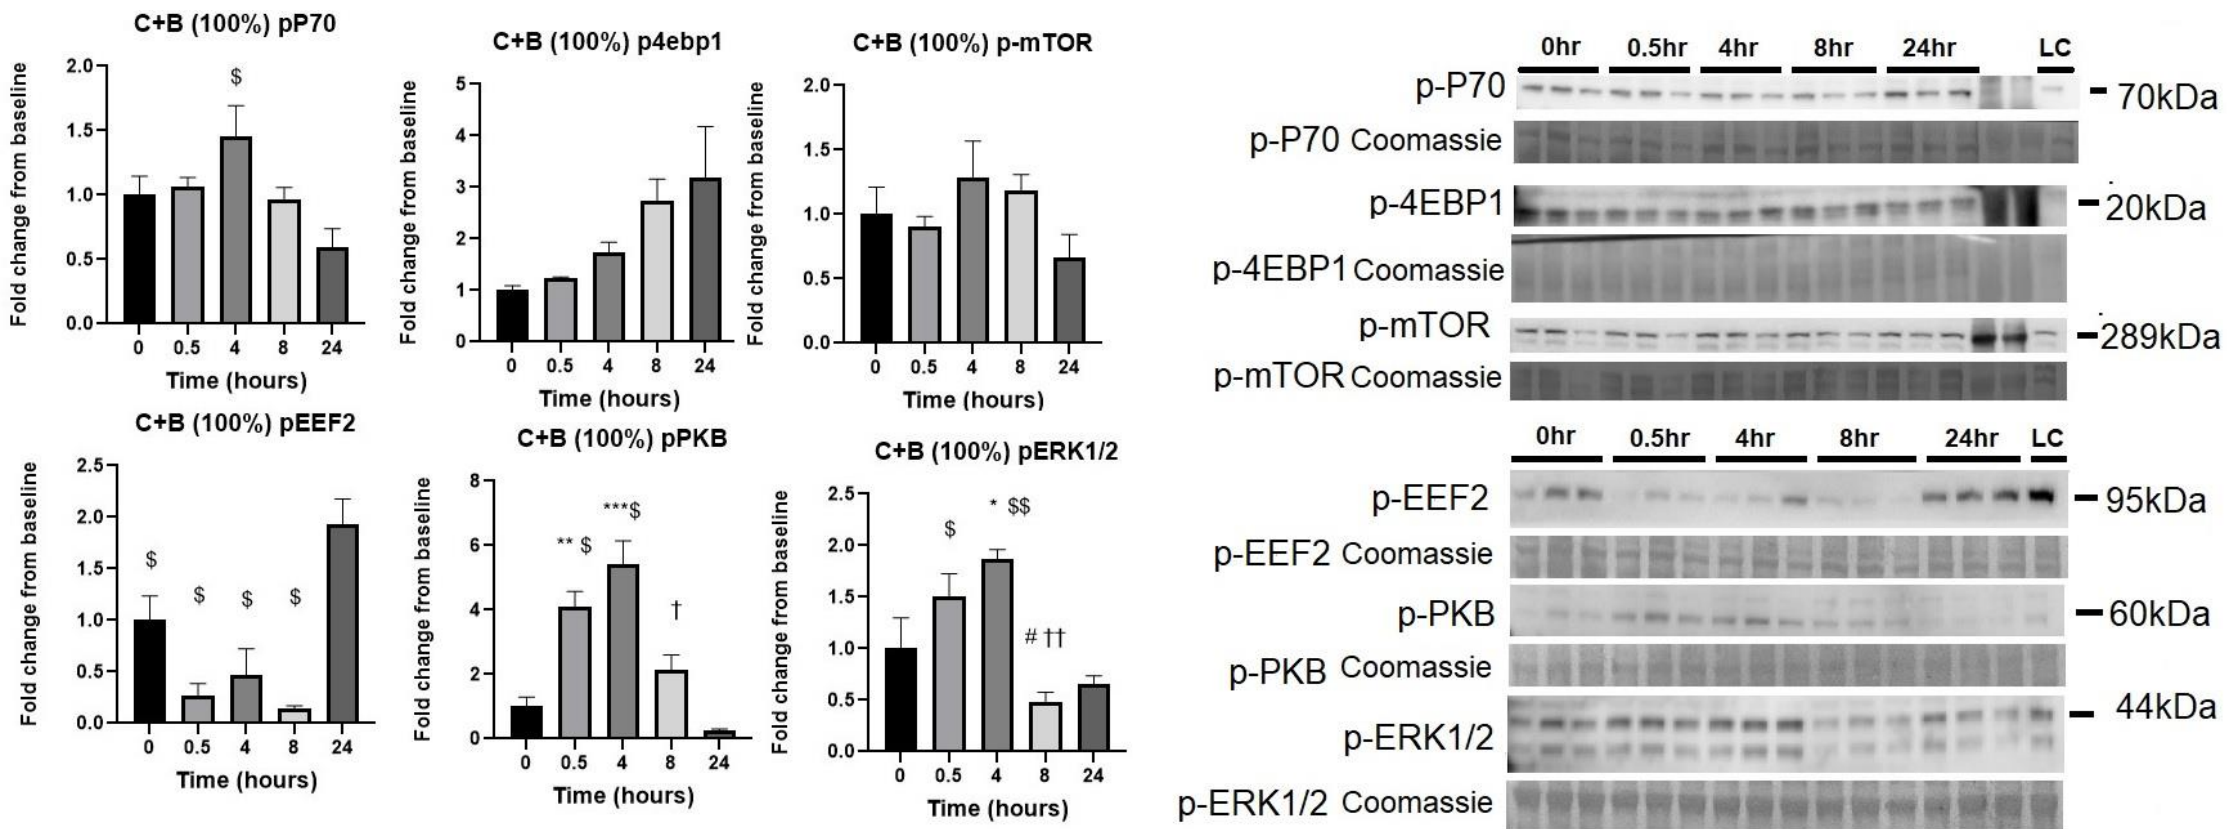 C+B (100%) pP70
Fold change from baseline
2.0
1.5
1.0
0.5
0.0
$
0 0.5 4 8 24
Time (hours)
C+B (100%) p4ebp1
Fold change from baseline
5
4
3
2
1
0
0 0.5 4 8 24
Time (hours)
C+B (100%) p-mTOR
Fold change from baseline
2.0
1.5
1.0
0.5
0.0
0 0.5 4 8 24
Time (hours)
C+B (100%) pEEF2
Fold change from baseline
2.5
2.0
1.5
1.0
0.5
0.0
$ $ $ $
0 0.5 4 8 24
Time (hours)
C+B (100%) pPKB
Fold change from baseline
8
6
4
2
0
** $ ***$ †
0 0.5 4 8 24
Time (hours)
C+B (100%) pERK1/2
Fold change from baseline
2.5
2.0
1.5
1.0
0.5
0.0
$ * $$ # ††
0 0.5 4 8 24
Time (hours)
0hr 0.5hr 4hr 8hr 24hr LC
p-P70 70kDa
p-P70 Coomassie
p-4EBP1 20kDa
p-4EBP1 Coomassie
p-mTOR 289kDa
p-mTOR Coomassie
0hr 0.5hr 4hr 8hr 24hr LC
p-EEF2 95kDa
p-EEF2 Coomassie
p-PKB 60kDa
p-PKB Coomassie
p-ERK1/2 44kDa
p-ERK1/2 Coomassie